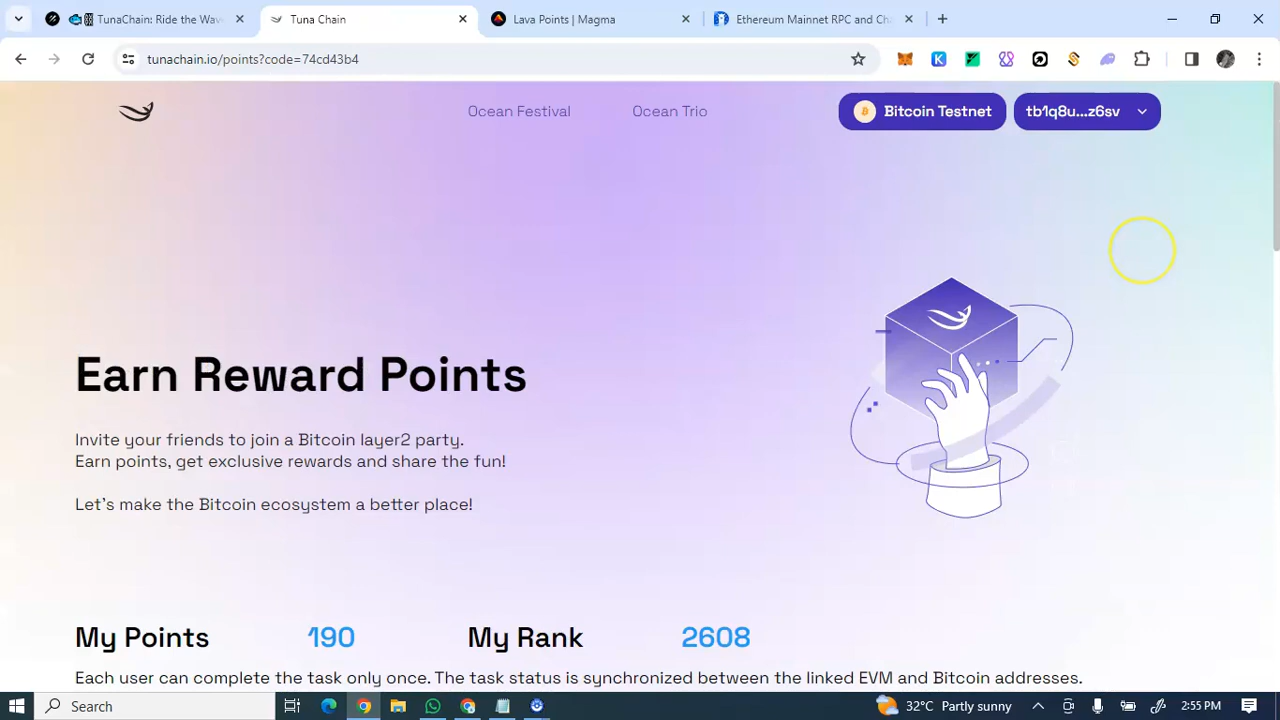 TunaChain: Ride the Wav
Tuna Chain
Lava Points | Magma
Ethereum Mainnet RPC and Cha
tunachain.io/points?code=74cd43b4
Ocean Festival
Ocean Trio
Bitcoin Testnet
tb1q8u...z6sv
Earn Reward Points
Invite your friends to join a Bitcoin layer2 party.
Earn points, get exclusive rewards and share the fun!
Let's make the Bitcoin ecosystem a better place!
My Points 190 My Rank 2608
Each user can complete the task only once. The task status is synchronized between the linked EVM and Bitcoin addresses.
Search
32°C Partly sunny
2:55 PM